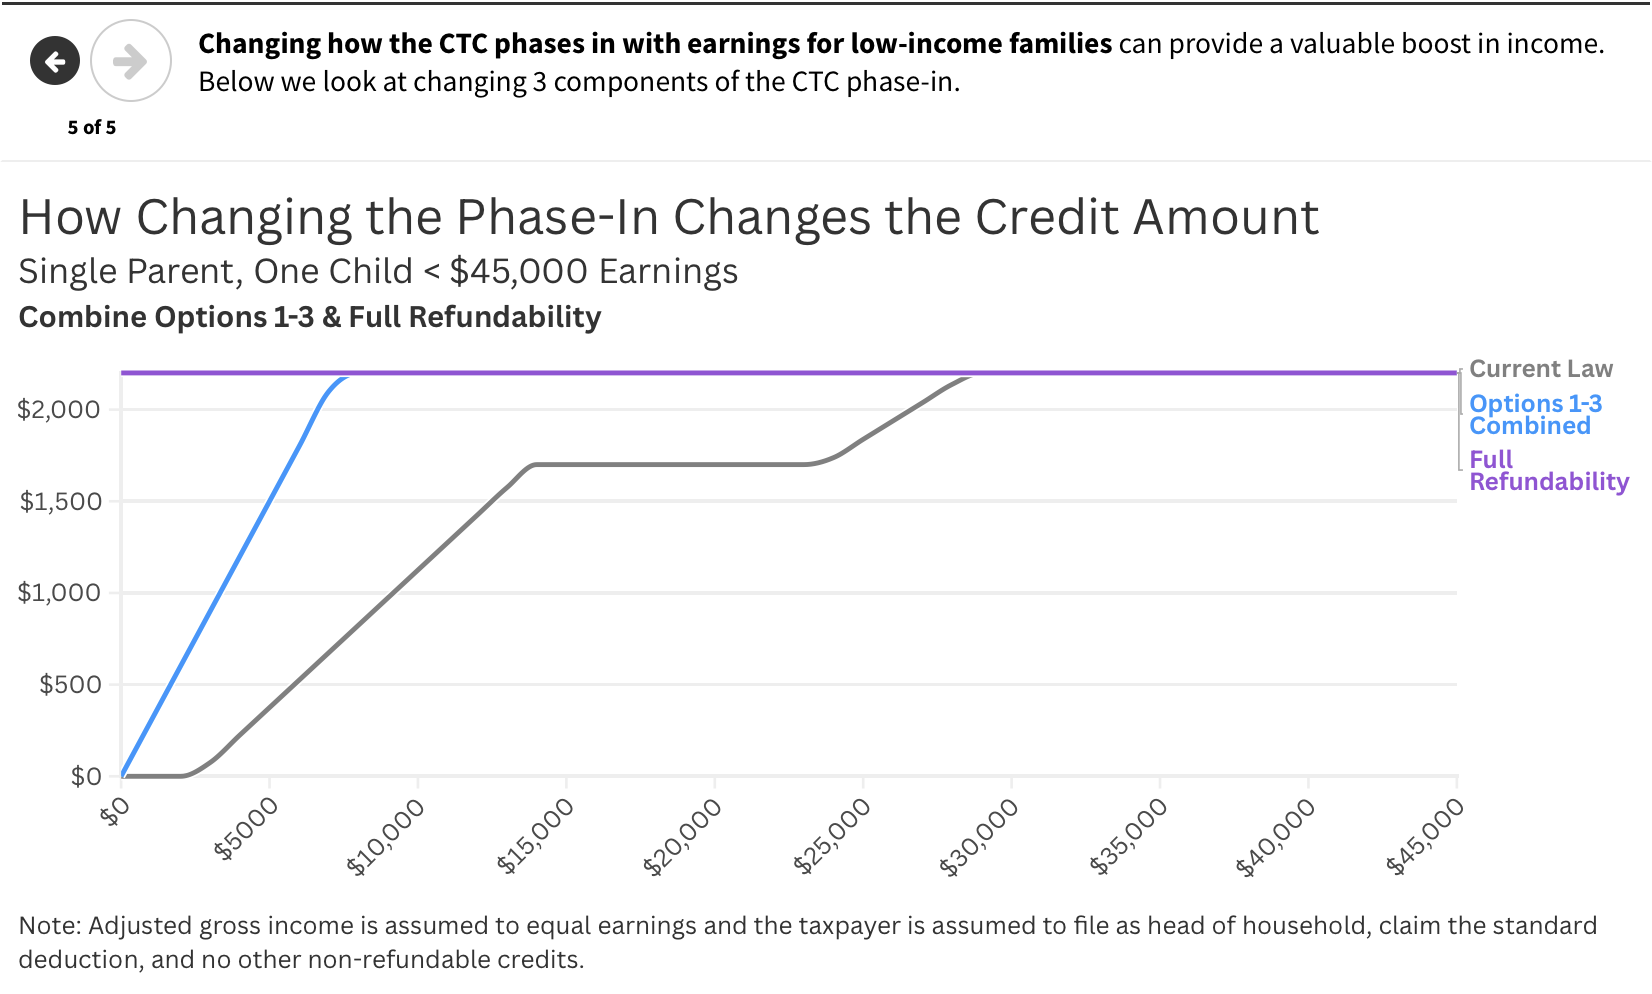 Changing how the CTC phases in with earnings for low-income families can provide a valuable boost in income.
Below we look at changing 3 components of the CTC phase-in.
5 of 5
How Changing the Phase-In Changes the Credit Amount
Single Parent, One Child < $45,000 Earnings
Combine Options 1-3 & Full Refundability
Current Law
Options 1-3
Combined
Full
Refundability
$2,000
$1,500
$1,000
$500
$0
$0
$5000
$10,000
$15,000
$20,000
$25,000
$30,000
$35,000
$40,000
$45,000
Note: Adjusted gross income is assumed to equal earnings and the taxpayer is assumed to file as head of household, claim the standard
deduction, and no other non-refundable credits.